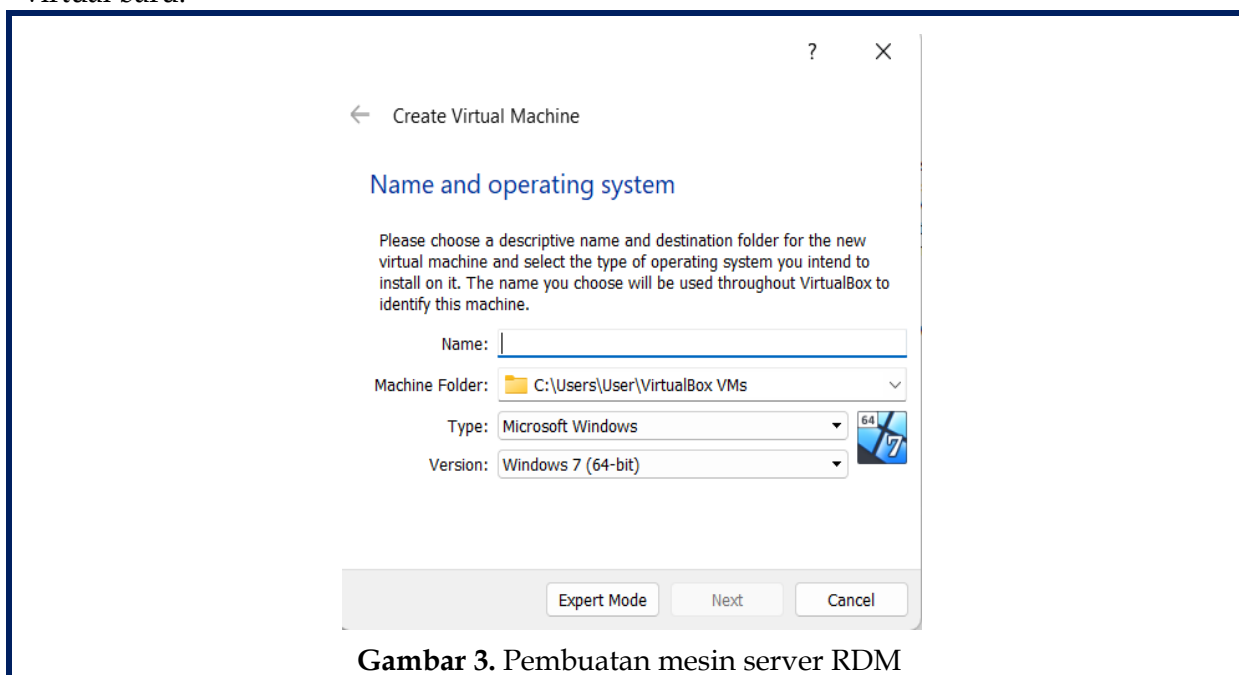 ?
Create Virtual Machine
Name and operating system
Please choose a descriptive name and destination folder for the new
virtual machine and select the type of operating system you intend to
install on it. The name you choose will be used throughout VirtualBox to
identify this machine.
Name:
Machine Folder: C:\Users\User\VirtualBox VMs
Type: Microsoft Windows 64
7
Version: Windows 7 (64-bit)
Expert Mode Next Cancel
Gambar 3. Pembuatan mesin server RDM